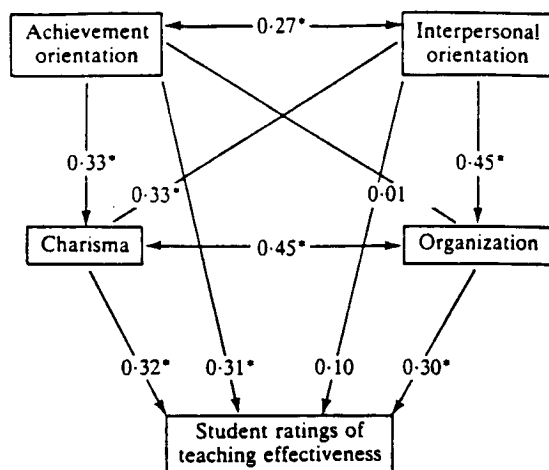 Achievement
orientation
0·27*
Interpersonal
orientation
0·33*
0·33*
0·01
0·45*
Charisma
0·45*
Organization
0·32*
0·31*
0·10
0·30*
Student ratings of
teaching effectiveness